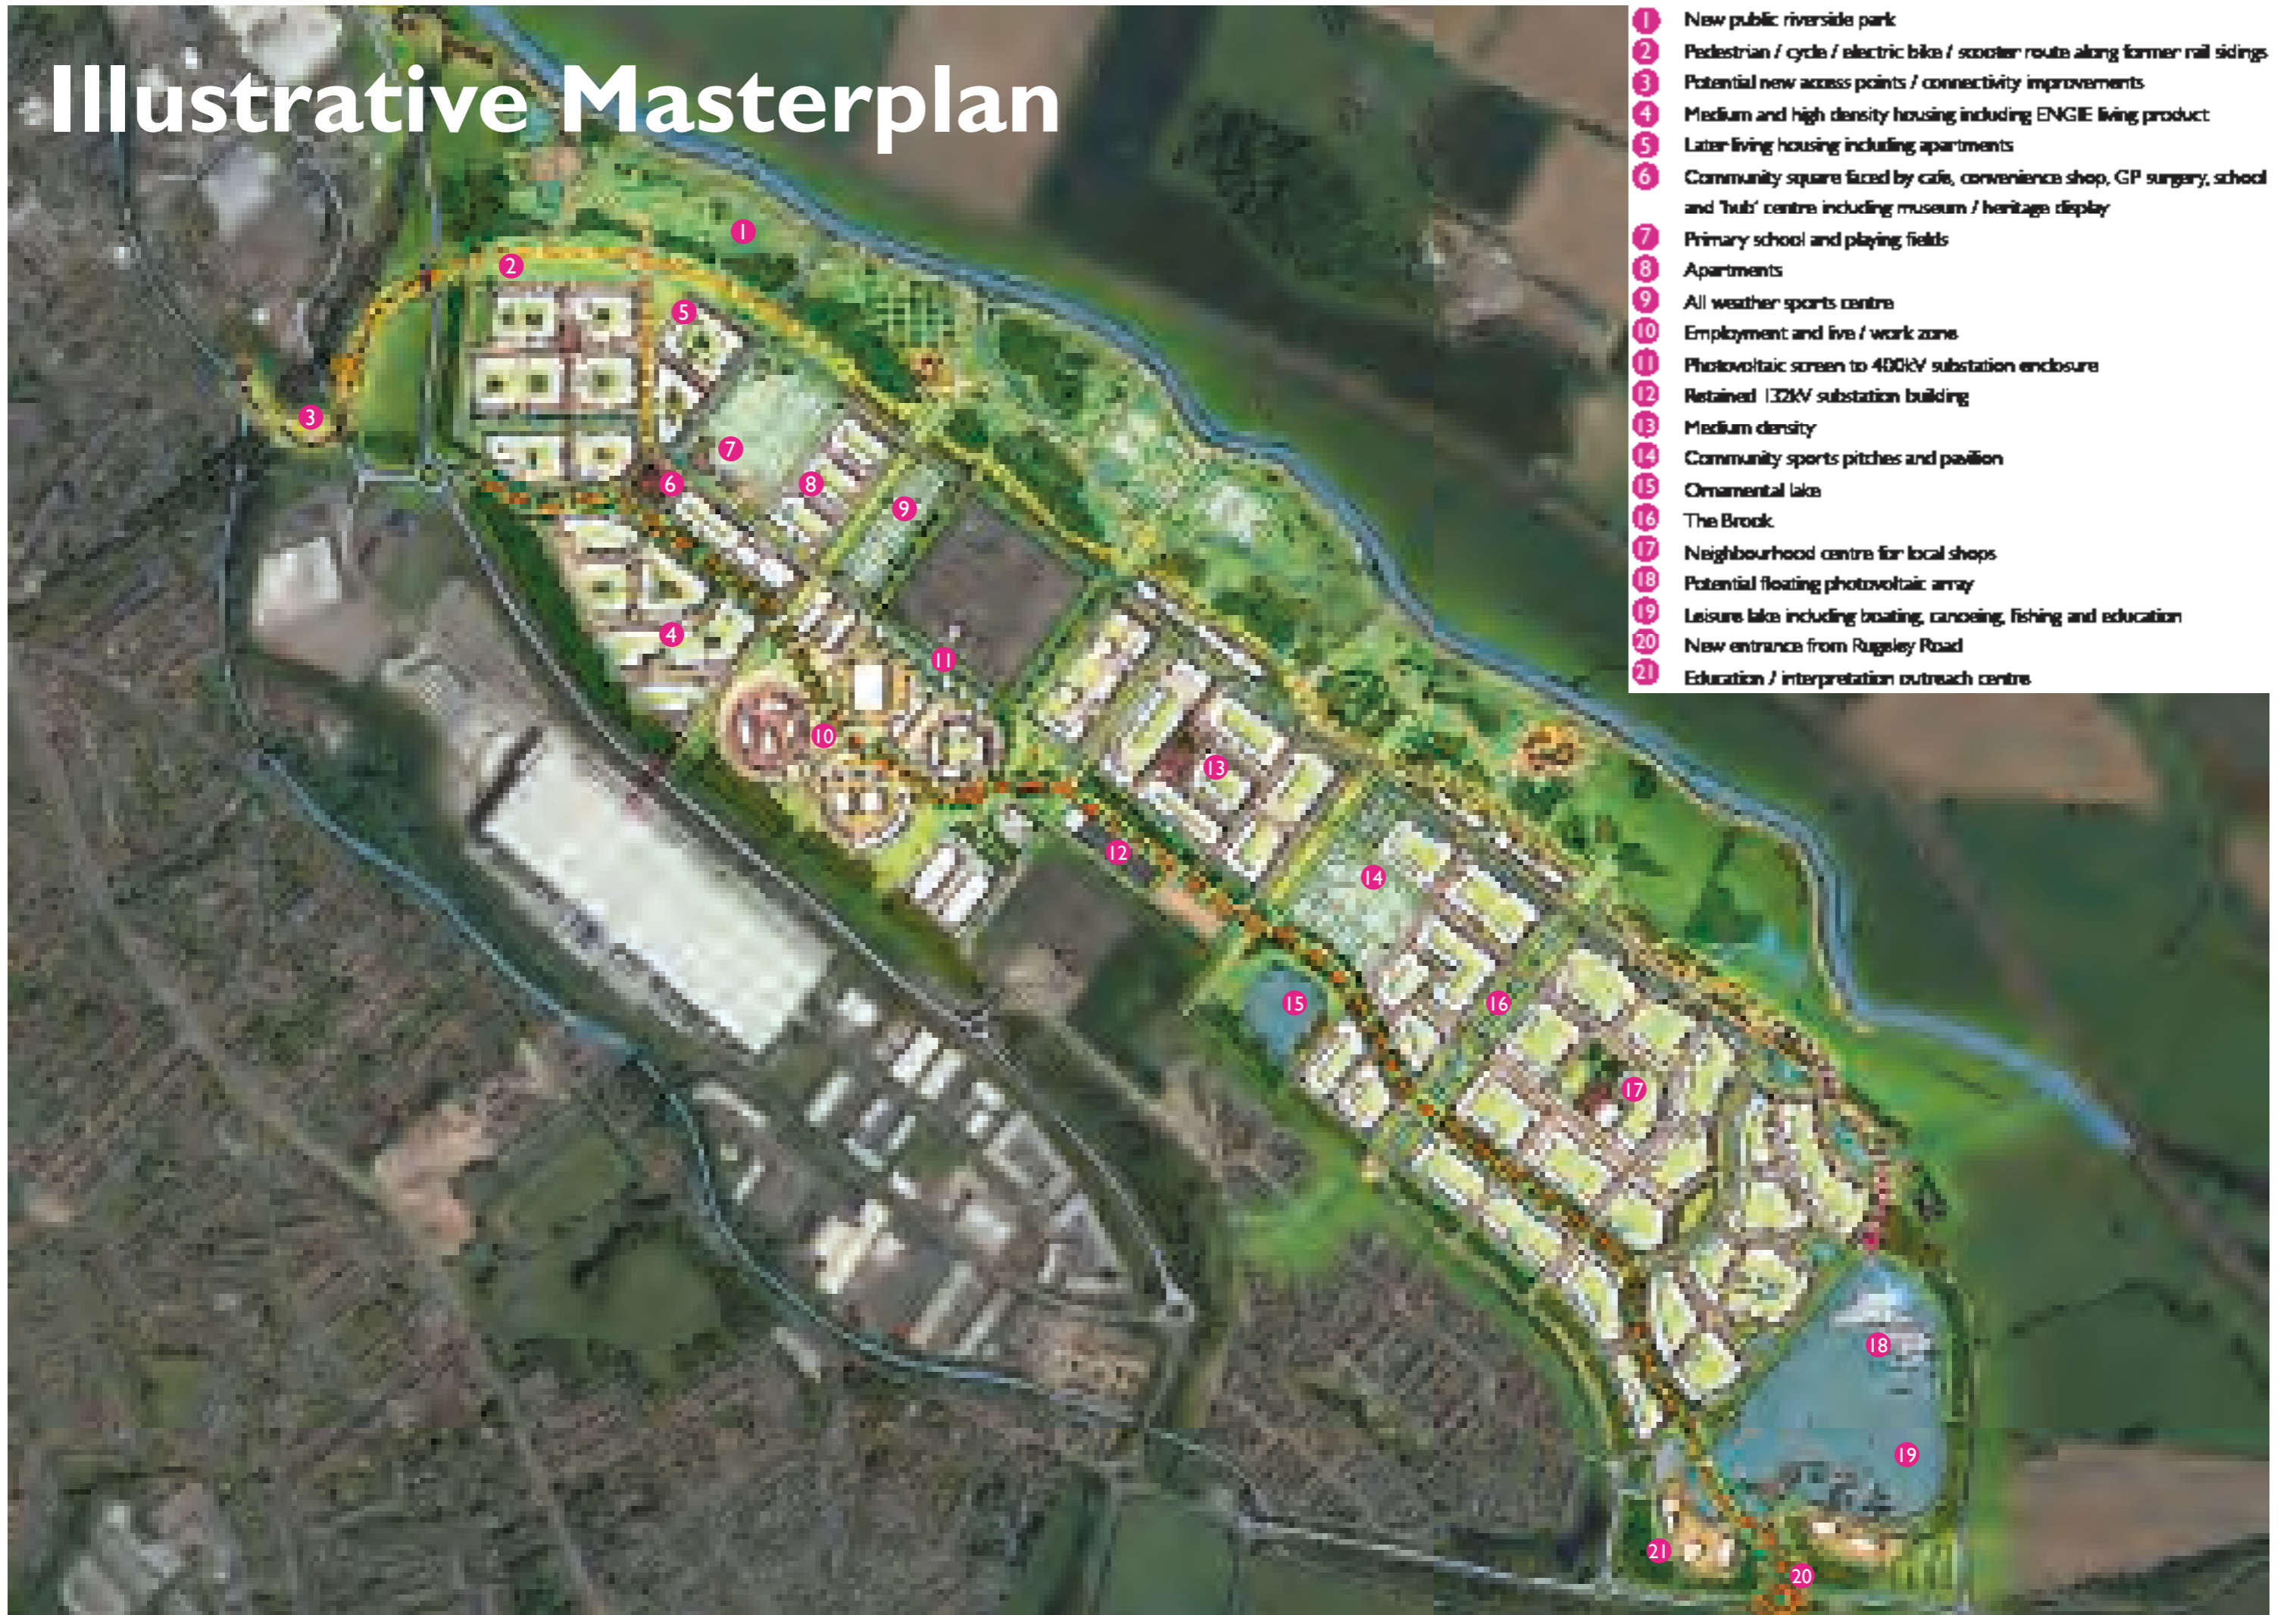 Illustrative Masterplan
1 New public riverside park
2 Pedestrian / cycle / electric bike / scooter route along former rail sidings
3 Potential new access points / connectivity improvements
4 Medium and high density housing including ENGIE living product
5 Later living housing including apartments
6 Community square faced by cafe, convenience shop, GP surgery, school
and 'hub' centre including museum / heritage display
7 Primary school and playing fields
8 Apartments
9 All weather sports centre
10 Employment and live / work zone
11 Photovoltaic screen to 400kV substation enclosure
12 Retained 132kV substation building
13 Medium density
14 Community sports pitches and pavilion
15 Ornamental lake
16 The Brook
17 Neighbourhood centre for local shops
18 Potential floating photovoltaic array
19 Leisure lake including boating, canoeing, fishing and education
20 New entrance from Rugeley Road
21 Education / interpretation outreach centre
1
2
5
3
7
6
8
9
4
11
10
13
12
14
15
16
17
18
19
21
20